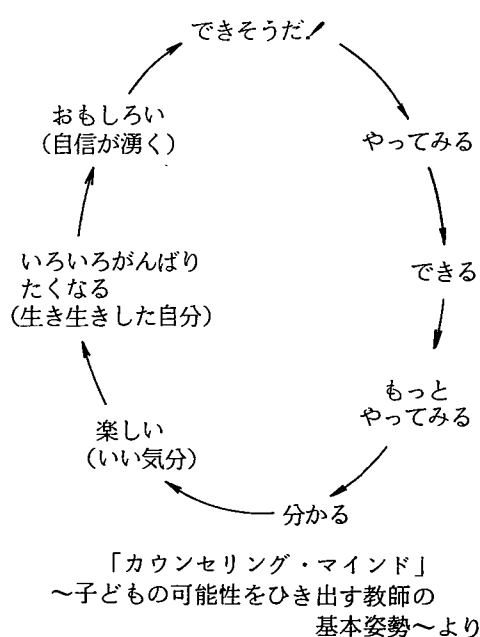 できそうだ!
やってみる
できる
もっと
やってみる
分かる
楽しい
(いい気分)
いろいろがんばり
たくなる
(生き生きした自分)
おもしろい
(自信が湧く)
「カウンセリング・マインド」
〜子どもの可能性をひき出す教師の
基本姿勢〜より